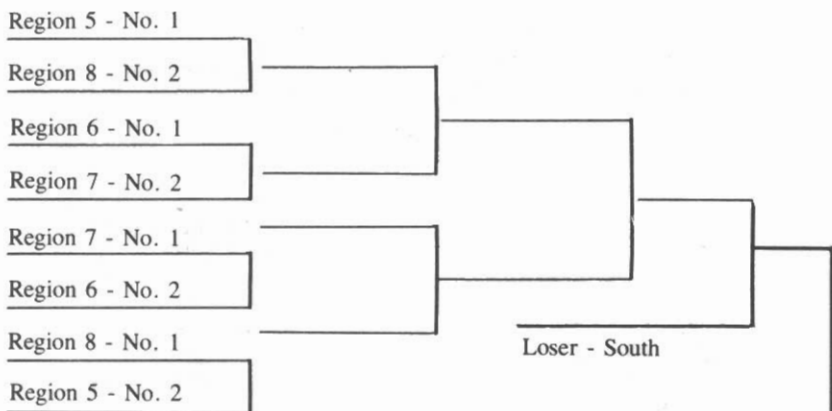 Region 5 - No. 1
Region 8 - No. 2
Region 6 - No. 1
Region 7 - No. 2
Region 7 - No. 1
Region 6 - No. 2
Region 8 - No. 1
Loser - South
Region 5 - No. 2